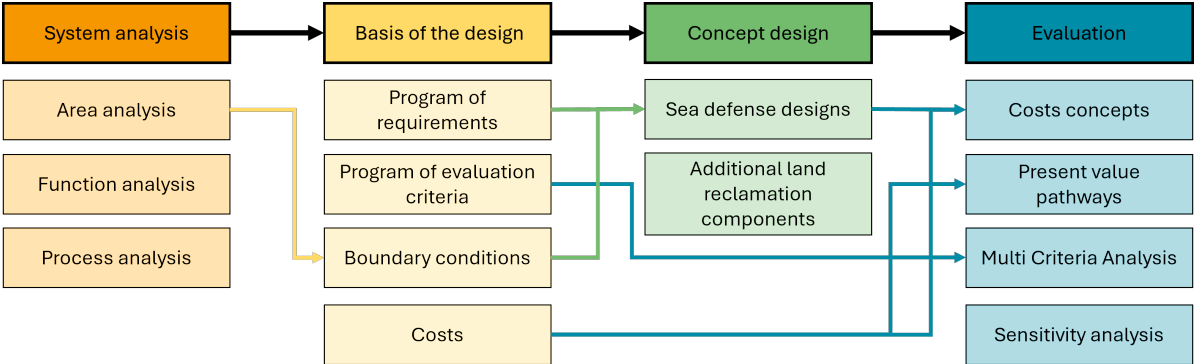 System analysis
Basis of the design
Concept design
Evaluation
Area analysis
Function analysis
Process analysis
Program of
requirements
Program of evaluation
criteria
Boundary conditions
Costs
Sea defense designs
Additional land
reclamation
components
Costs concepts
Present value
pathways
Multi Criteria Analysis
Sensitivity analysis